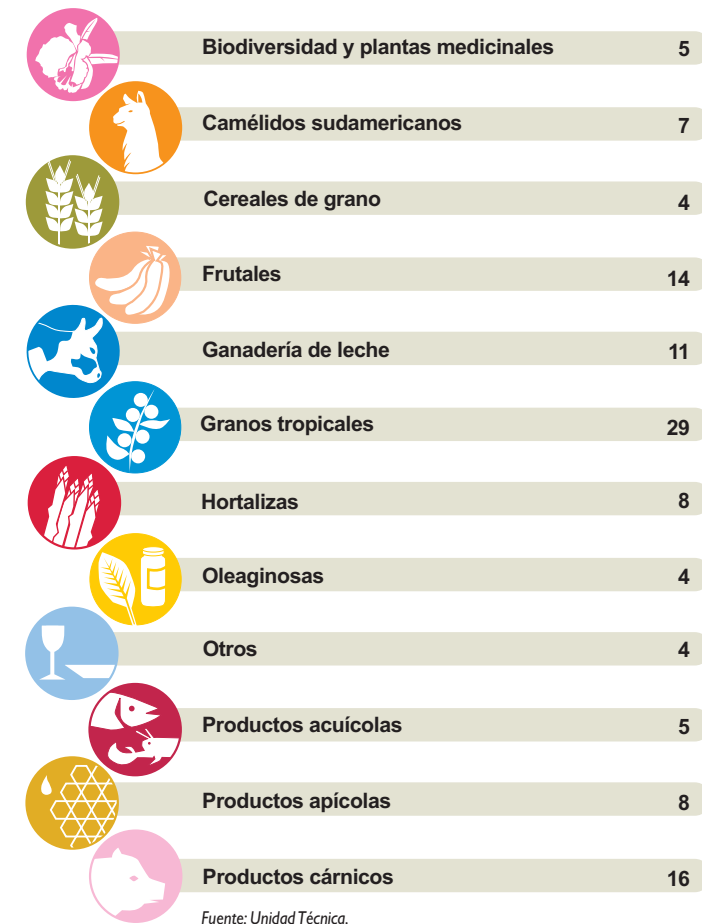 Biodiversidad y plantas medicinales 5
Camélidos sudamericanos 7
Cereales de grano 4
Frutales 14
Ganadería de leche 11
Granos tropicales 29
Hortalizas 8
Oleaginosas 4
Otros 4
Productos acuícolas 5
Productos apícolas 8
Productos cárnicos 16
Fuente: Unidad Técnica.